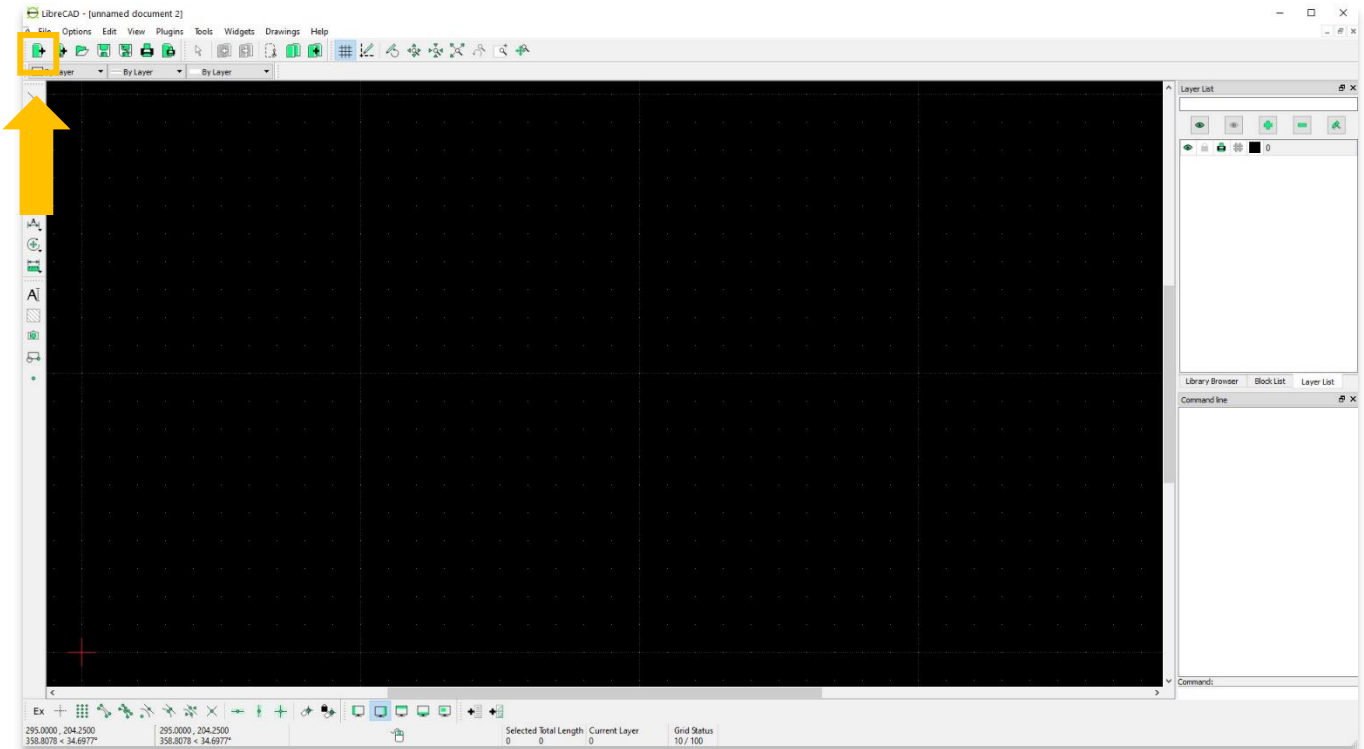 LibreCAD - [unnamed document 2]
File Options Edit View Plugins Tools Widgets Drawings Help
By Layer By Layer By Layer
Layer List
0
A
Library Browser Block List Layer List
Command line
Command:
Ex
295.0000 , 204.2500 295.0000 , 204.2500 Selected Total Length Current Layer Grid Status
358.8078 < 34.6977° 358.8078 < 34.6977° 0 0 0 10 / 100